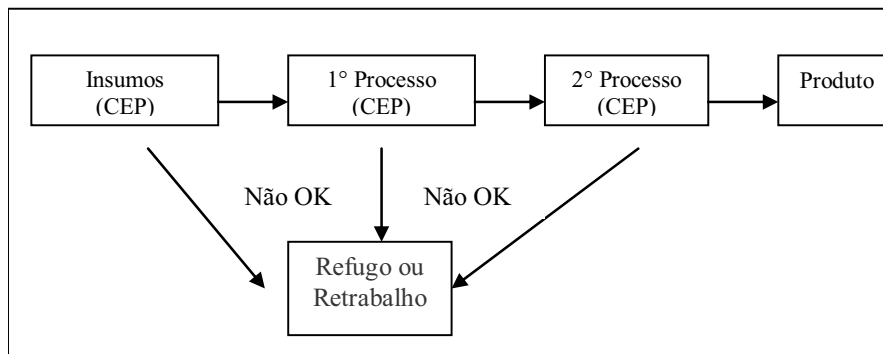 Insumos
(CEP)
1° Processo
(CEP)
2° Processo
(CEP)
Produto
Não OK
Não OK
Refugo ou
Retrabalho